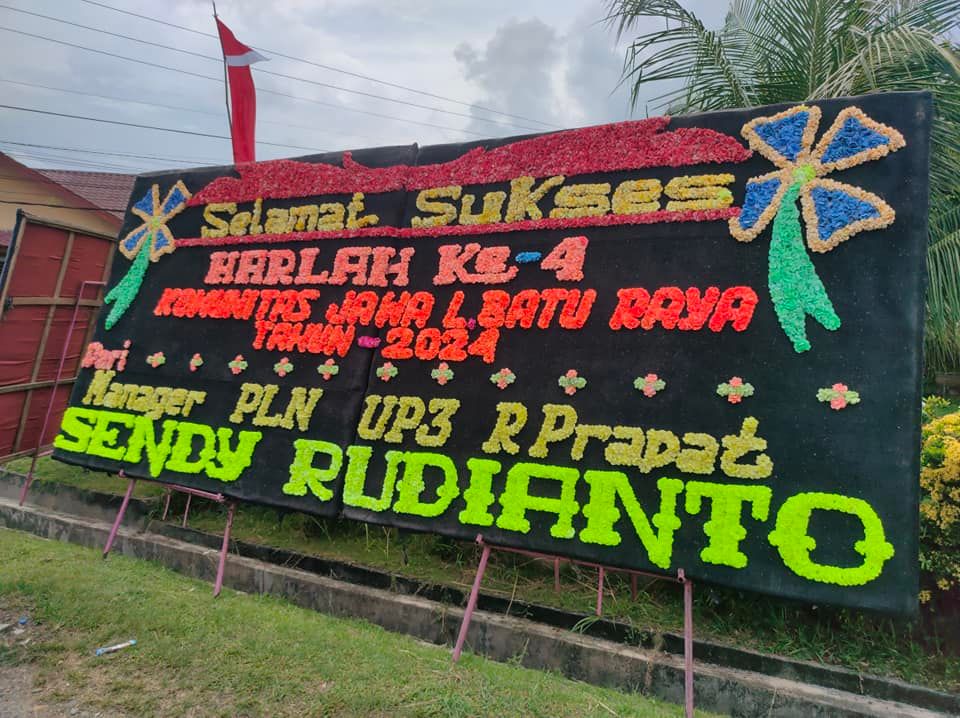 Selamat Sukses
HARLAH Ke-4
KOMUNITAS JAWA L.BATU RAYA
TAHUN-2024
Dari
Manager PLN UP3 R Prapat
SENDY RUDIANTO